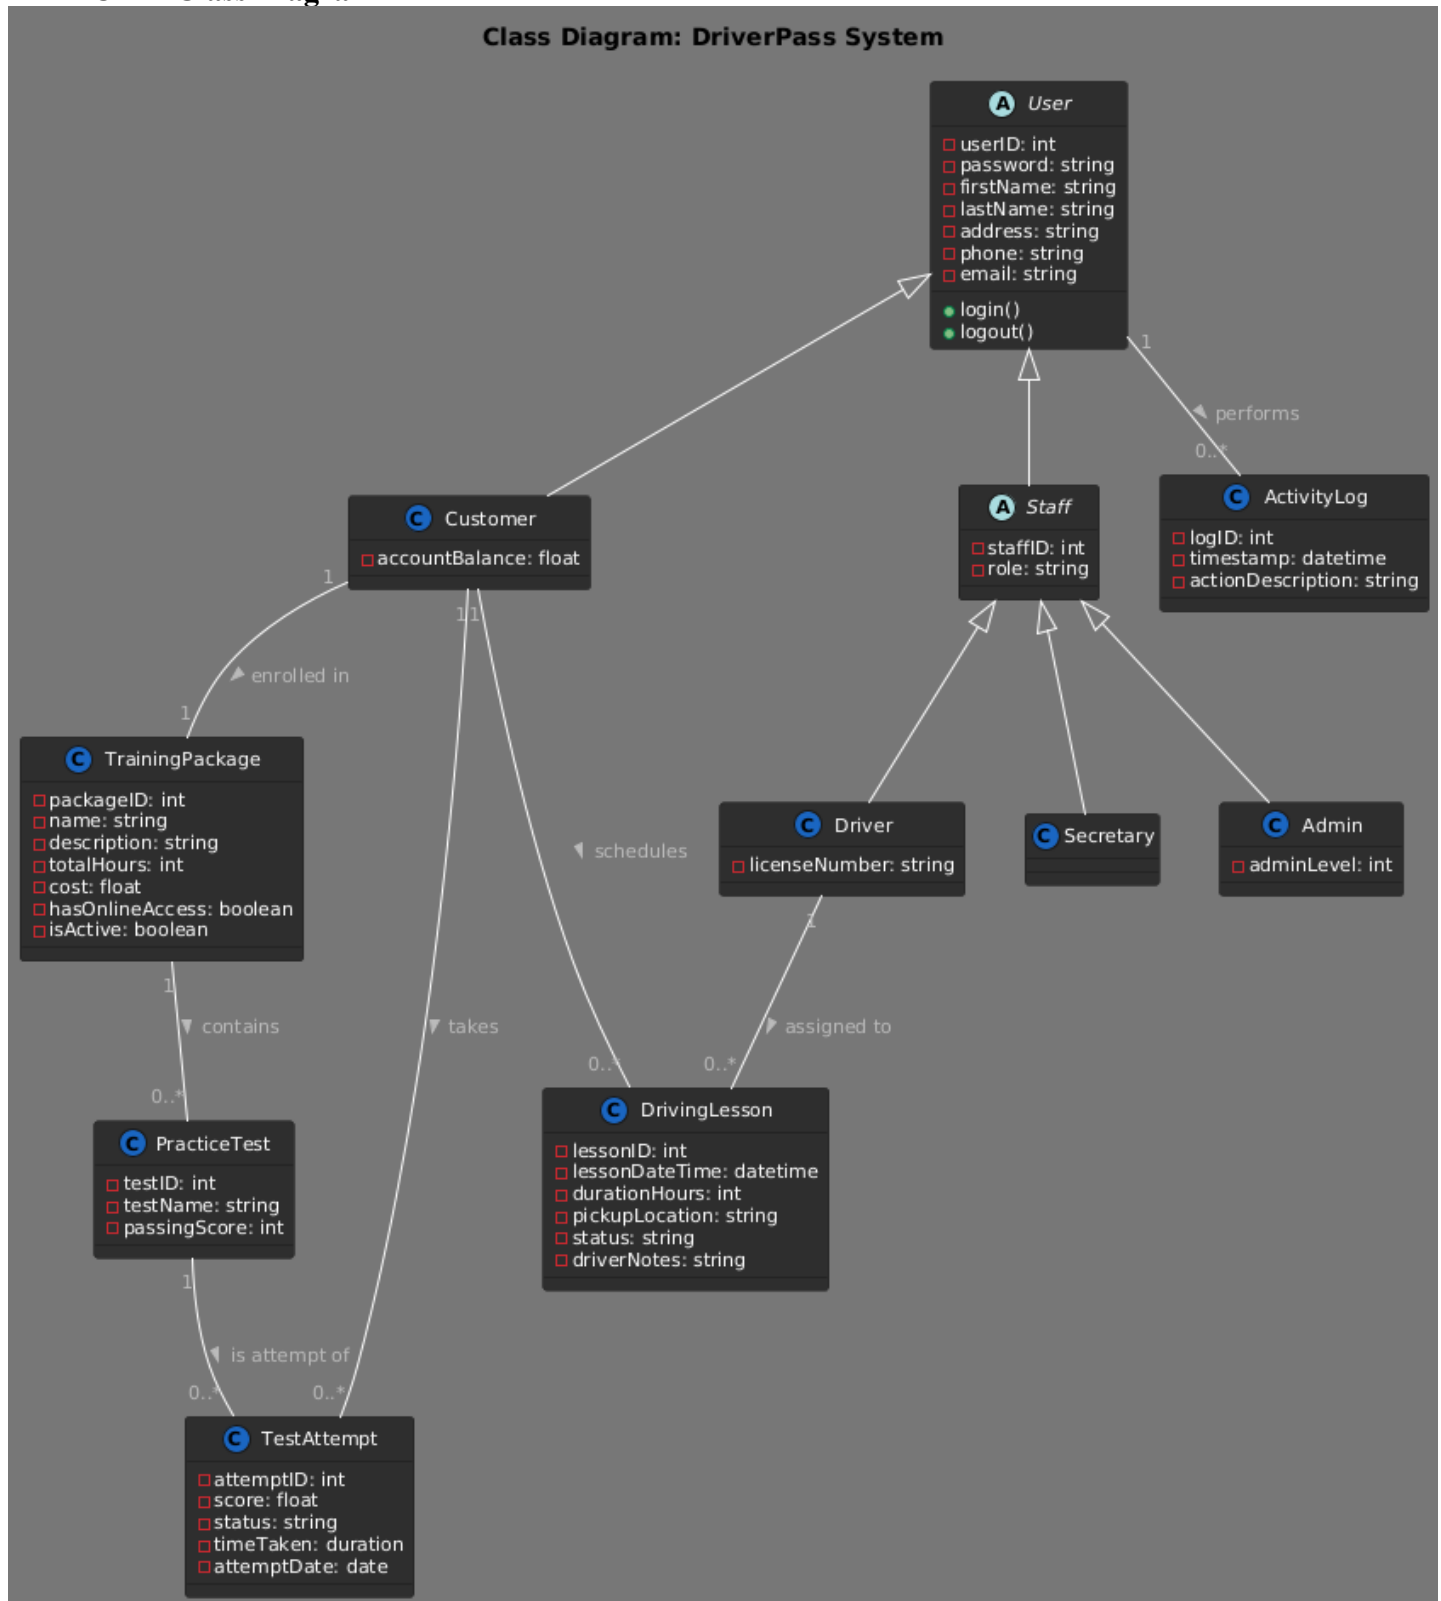 Class Diagram: DriverPass System
A User
userID: int
password: string
firstName: string
lastName: string
address: string
phone: string
email: string
login()
logout()
1
performs
0..*
C Customer
accountBalance: float
A Staff
staffID: int
role: string
C ActivityLog
logID: int
timestamp: datetime
actionDescription: string
1
1
1
enrolled in
1
C TrainingPackage
packageID: int
name: string
description: string
totalHours: int
cost: float
hasOnlineAccess: boolean
isActive: boolean
schedules
C Driver
licenseNumber: string
C Secretary
C Admin
adminLevel: int
1
1
contains
takes
assigned to
0..*
0..*
0..*
C PracticeTest
testID: int
testName: string
passingScore: int
C DrivingLesson
lessonID: int
lessonDateTime: datetime
durationHours: int
pickupLocation: string
status: string
driverNotes: string
1
is attempt of
0..*
0..*
C TestAttempt
attemptID: int
score: float
status: string
timeTaken: duration
attemptDate: date